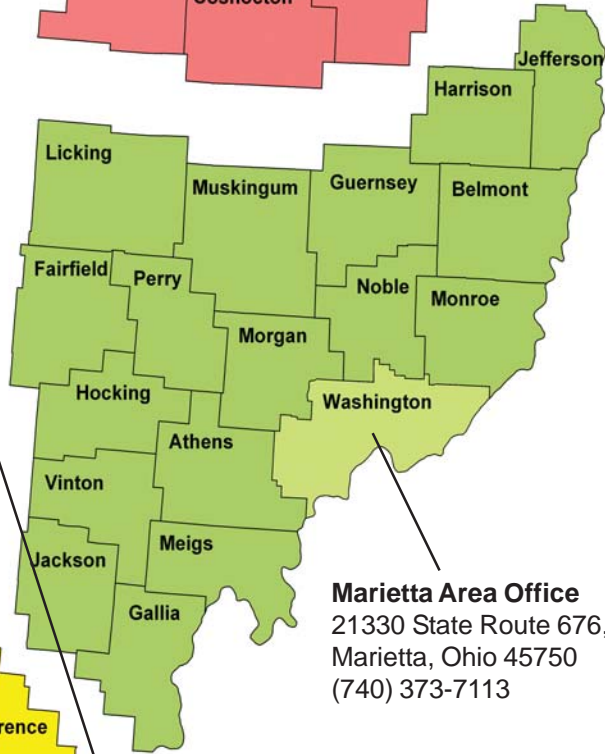 Jefferson
Harrison
Licking
Muskingum
Guernsey
Belmont
Fairfield
Perry
Noble
Monroe
Morgan
Hocking
Washington
Athens
Vinton
Meigs
Jackson
Gallia
Marietta Area Office
21330 State Route 676,
Marietta, Ohio 45750
(740) 373-7113
rence